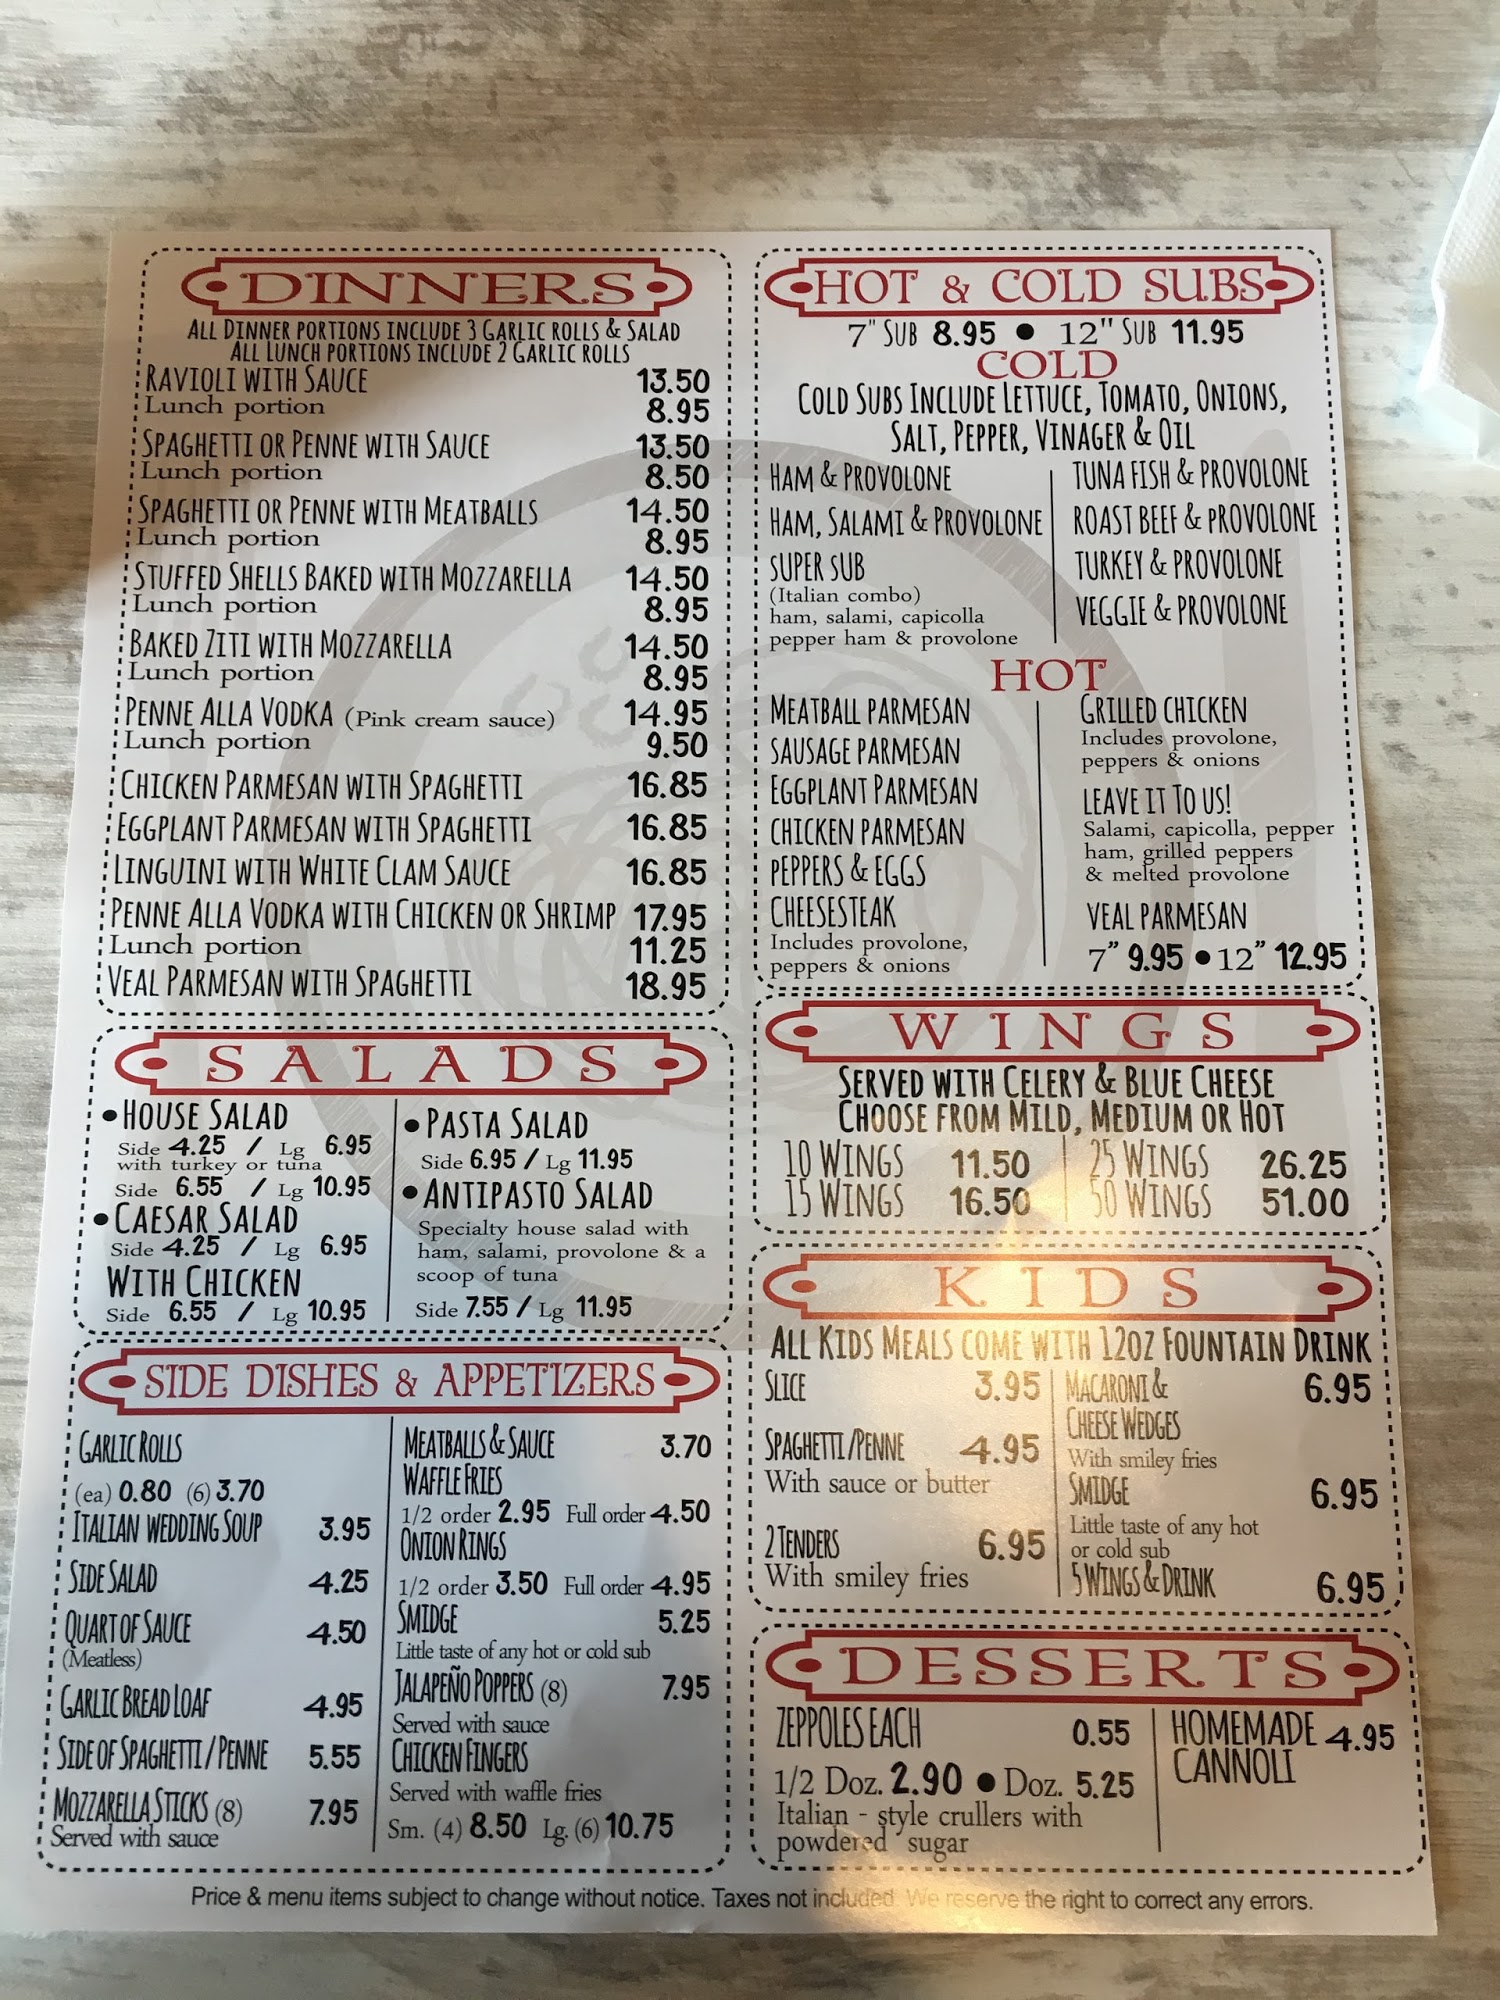 DINNERS
ALL DINNER PORTIONS INCLUDE 3 GARLIC ROLLS & SALAD
ALL LUNCH PORTIONS INCLUDE 2 GARLIC ROLLS
RAVIOLI WITH SAUCE 13.50
Lunch portion 8.95
SPAGHETTI OR PENNE WITH SAUCE 13.50
Lunch portion 8.50
SPAGHETTI OR PENNE WITH MEATBALLS 14.50
Lunch portion 8.95
STUFFED SHELLS BAKED WITH MOZZARELLA 14.50
Lunch portion 8.95
BAKED ZITI WITH MOZZARELLA 14.50
Lunch portion 8.95
PENNE ALLA VODKA (Pink cream sauce) 14.95
Lunch portion 9.50
CHICKEN PARMESAN WITH SPAGHETTI 16.85
EGGPLANT PARMESAN WITH SPAGHETTI 16.85
LINGUINI WITH WHITE CLAM SAUCE 16.85
PENNE ALLA VODKA WITH CHICKEN OR SHRIMP 17.95
Lunch portion 11.25
VEAL PARMESAN WITH SPAGHETTI 18.95
SALADS
• HOUSE SALAD
Side 4.25 / Lg 6.95
with turkey or tuna
Side 6.55 / Lg 10.95
• CAESAR SALAD
Side 4.25 / Lg 6.95
WITH CHICKEN
Side 6.55 / Lg 10.95
• PASTA SALAD
Side 6.95 / Lg 11.95
• ANTIPASTO SALAD
Specialty house salad with
ham, salami, provolone & a
scoop of tuna
Side 7.55 / Lg 11.95
SIDE DISHES & APPETIZERS
GARLIC ROLLS
(ea) 0.80 (6) 3.70
ITALIAN WEDDING SOUP 3.95
SIDE SALAD 4.25
QUART OF SAUCE 4.50
(Meatless)
GARLIC BREAD LOAF 4.95
SIDE OF SPAGHETTI / PENNE 5.55
MOZZARELLA STICKS (8) 7.95
Served with sauce
MEATBALLS & SAUCE 3.70
WAFFLE FRIES
1/2 order 2.95 Full order 4.50
ONION RINGS
1/2 order 3.50 Full order 4.95
SMIDGE 5.25
Little taste of any hot or cold sub
JALAPEÑO POPPERS (8) 7.95
Served with sauce
CHICKEN FINGERS
Served with waffle fries
Sm. (4) 8.50 Lg. (6) 10.75
HOT & COLD SUBS
7" SUB 8.95 • 12" SUB 11.95
COLD
COLD SUBS INCLUDE LETTUCE, TOMATO, ONIONS,
SALT, PEPPER, VINAGER & OIL
HAM & PROVOLONE
HAM, SALAMI & PROVOLONE
SUPER SUB
(Italian combo)
ham, salami, capicolla
pepper ham & provolone
TUNA FISH & PROVOLONE
ROAST BEEF & PROVOLONE
TURKEY & PROVOLONE
VEGGIE & PROVOLONE
HOT
MEATBALL PARMESAN
SAUSAGE PARMESAN
EGGPLANT PARMESAN
CHICKEN PARMESAN
PEPPERS & EGGS
CHEESESTEAK
Includes provolone,
peppers & onions
GRILLED CHICKEN
Includes provolone,
peppers & onions
LEAVE IT TO US!
Salami, capicolla, pepper
ham, grilled peppers
& melted provolone
VEAL PARMESAN
7" 9.95 • 12" 12.95
WINGS
SERVED WITH CELERY & BLUE CHEESE
CHOOSE FROM MILD, MEDIUM OR HOT
10 WINGS 11.50
15 WINGS 16.50
25 WINGS 26.25
50 WINGS 51.00
KIDS
ALL KIDS MEALS COME WITH 12OZ FOUNTAIN DRINK
SLICE 3.95
SPAGHETTI/PENNE 4.95
With sauce or butter
2 TENDERS 6.95
With smiley fries
MACARONI & 6.95
CHEESE WEDGES
With smiley fries
SMIDGE 6.95
Little taste of any hot
or cold sub
5 WINGS & DRINK 6.95
DESSERTS
ZEPPOLES EACH 0.55
1/2 Doz. 2.90 • Doz. 5.25
Italian - style crullers with
powdered sugar
HOMEMADE 4.95
CANNOLI
Price & menu items subject to change without notice. Taxes not included. We reserve the right to correct any errors.